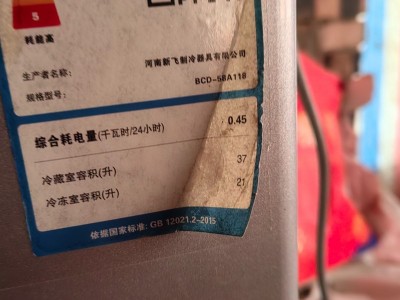 5
耗能高
生产者名称：
河南新飞制冷器具有限公司
规格型号：
BCD-58A118
综合耗电量(千瓦时/24小时)
0.45
冷藏室容积(升)
37
冷冻室容积(升)
21
依据国家标准：GB 12021.2-2015